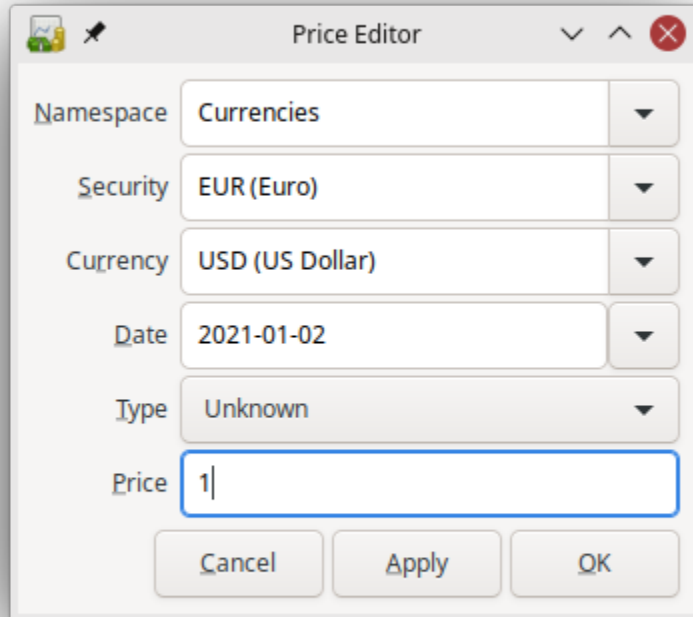 Price Editor
Namespace Currencies
Security EUR (Euro)
Currency USD (US Dollar)
Date 2021-01-02
Type Unknown
Price 1
Cancel Apply OK